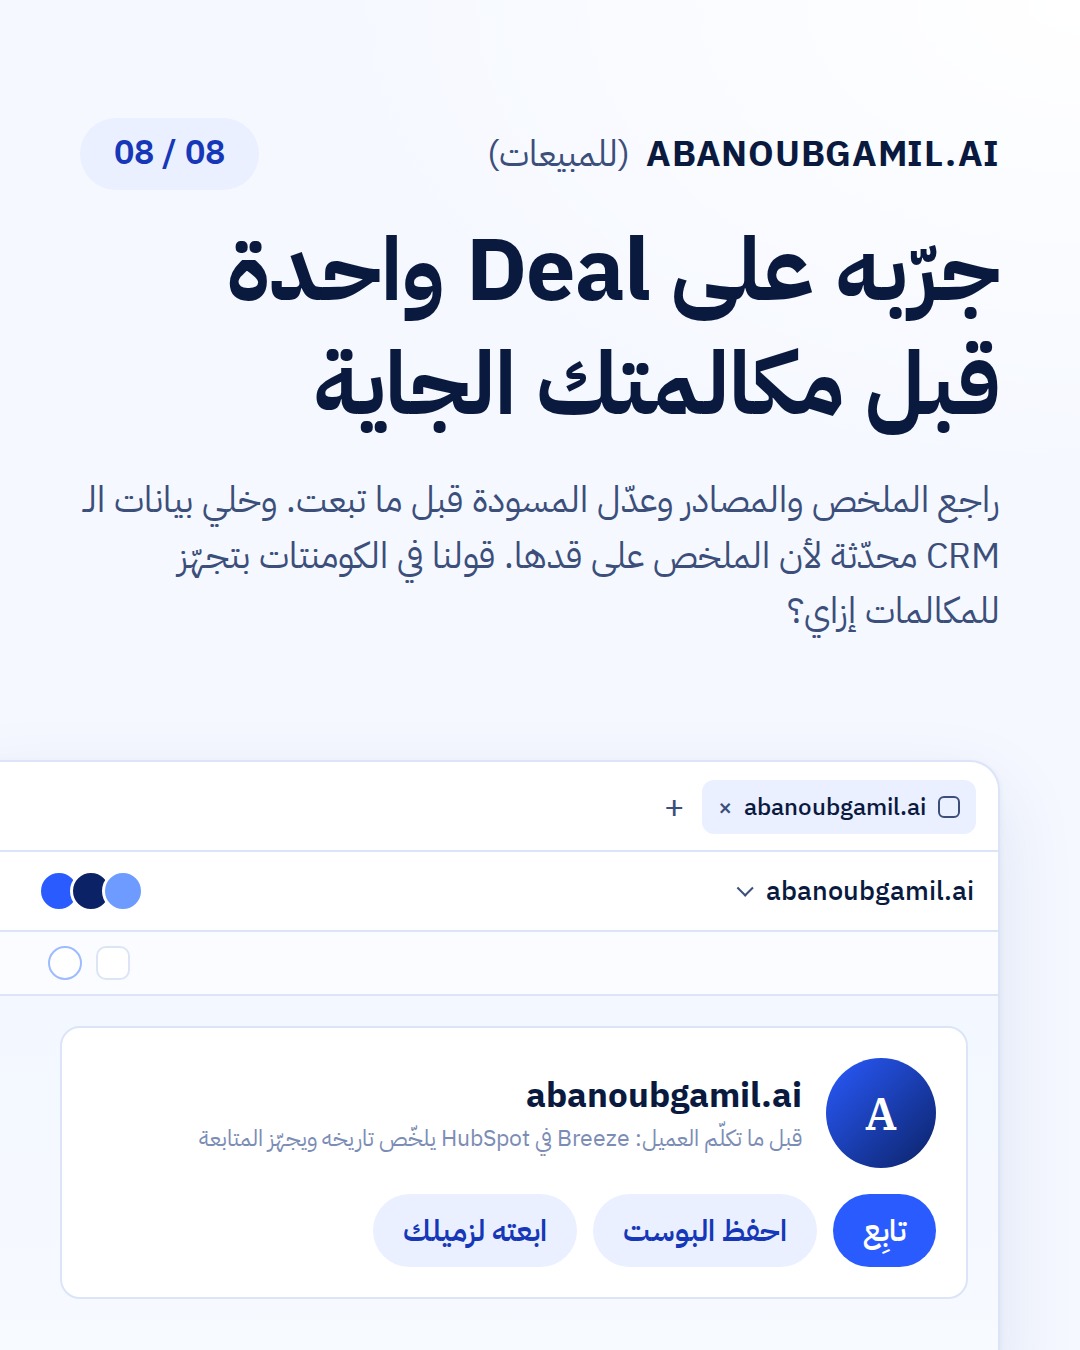 ABANOUBGAMIL.AI (للمبيعات)
08 / 08
جرّبه على Deal واحدة
قبل مكالمتك الجاية
راجع الملخص والمصادر وعدّل المسودة قبل ما تبعت. وخلي بيانات الـ
CRM محدّثة لأن الملخص على قدها. قولنا في الكومنتات بتجهّز
للمكالمات إزاي؟
abanoubgamil.ai × +
abanoubgamil.ai
A
abanoubgamil.ai
قبل ما تكلّم العميل: Breeze في HubSpot يلخّص تاريخه ويجهّز المتابعة
تابِع
احفظ البوست
ابعته لزميلك